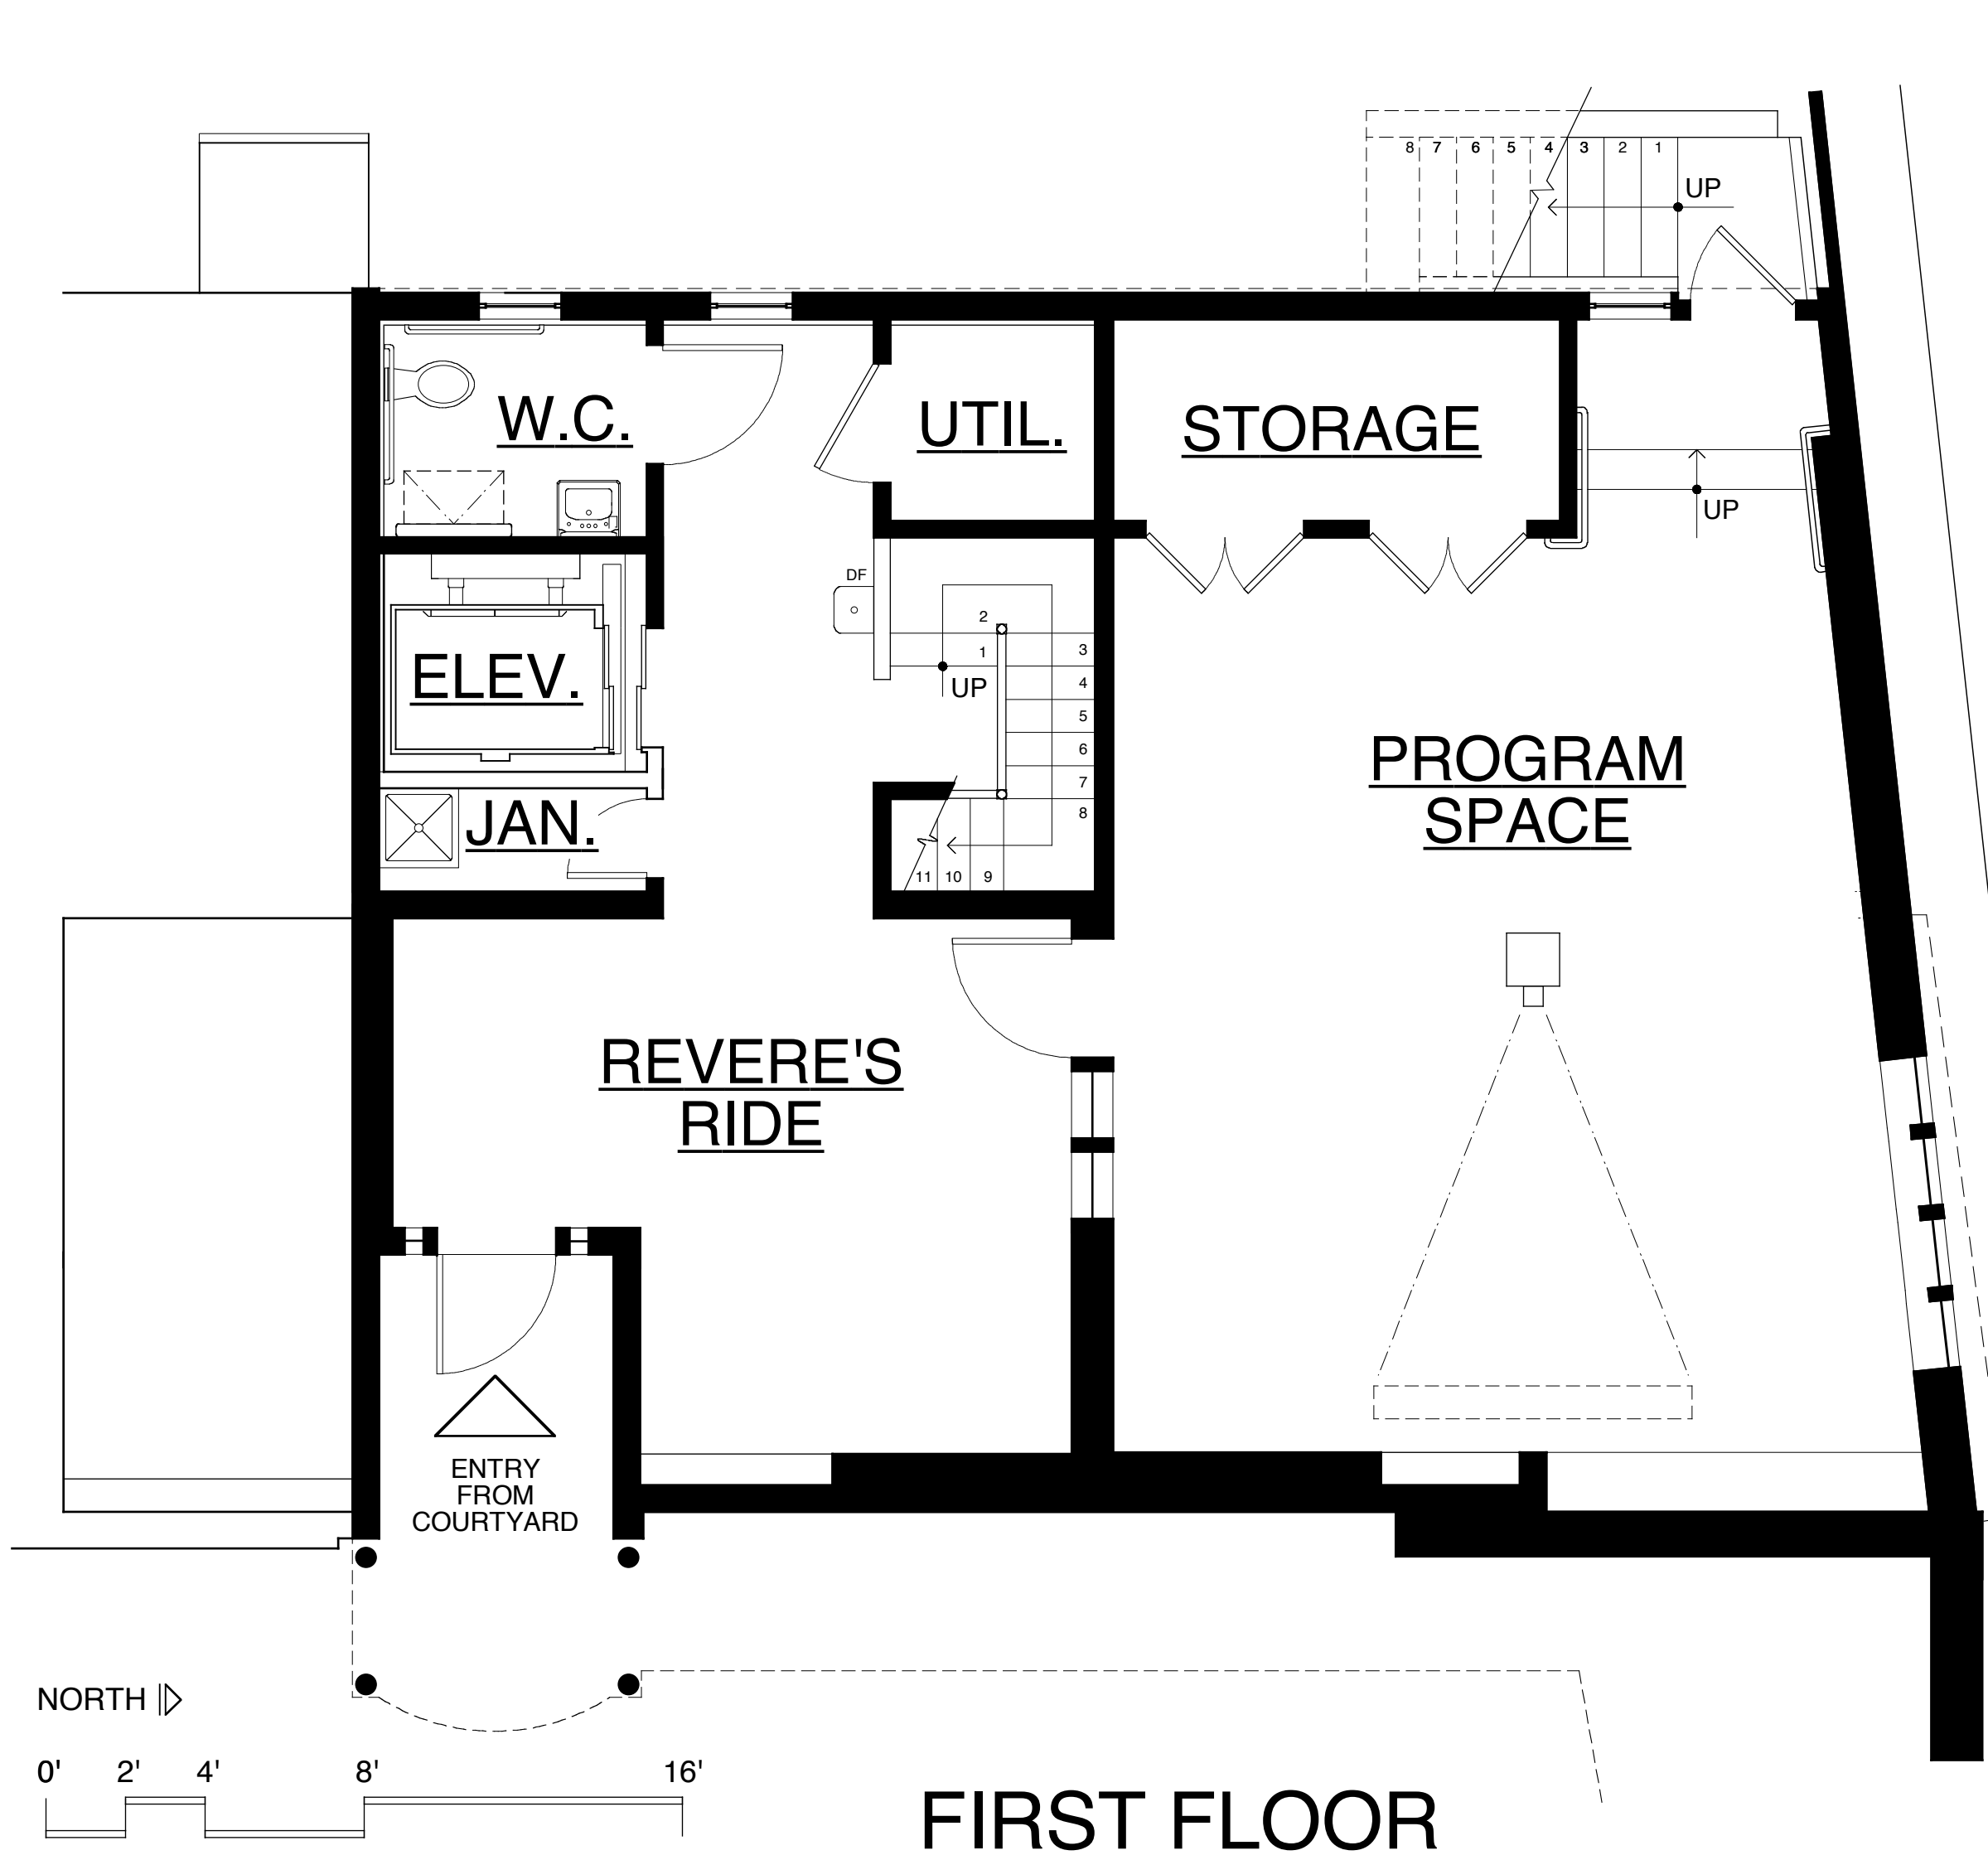 8 7 6 5 4 3 2 1
UP
W.C.
UTIL.
STORAGE
UP
DF
2
1
UP
3
4
5
6
7
8
11 10 9
ELEV.
JAN.
PROGRAM
SPACE
REVERE'S
RIDE
ENTRY
FROM
COURTYARD
NORTH
0' 2' 4' 8' 16'
FIRST FLOOR